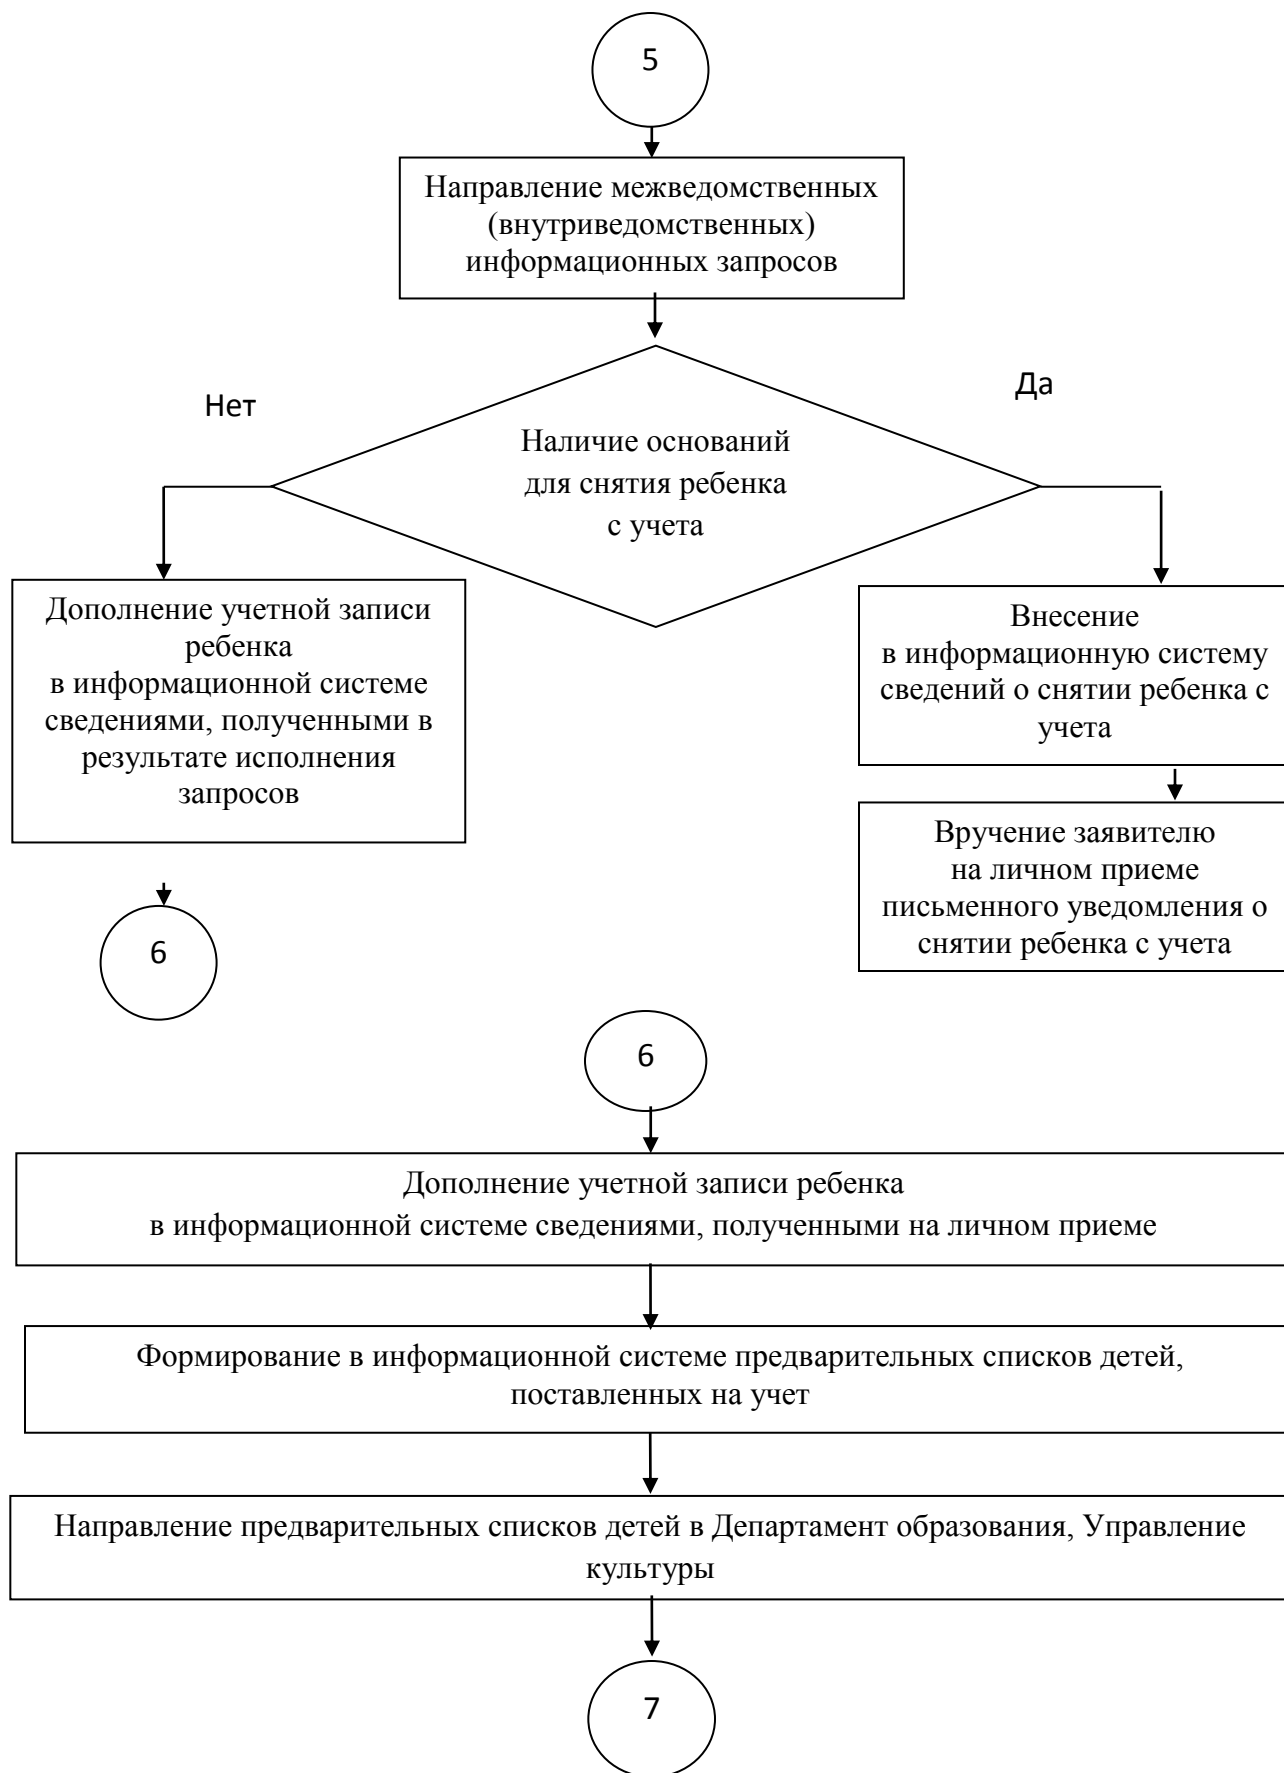 5
Направление межведомственных
(внутриведомственных)
информационных запросов
Нет
Да
Наличие оснований
для снятия ребенка
с учета
Дополнение учетной записи
ребенка
в информационной системе
сведениями, полученными в
результате исполнения
запросов
Внесение
в информационную систему
сведений о снятии ребенка с
учета
Вручение заявителю
на личном приеме
письменного уведомления о
снятии ребенка с учета
6
6
Дополнение учетной записи ребенка
в информационной системе сведениями, полученными на личном приеме
Формирование в информационной системе предварительных списков детей,
поставленных на учет
Направление предварительных списков детей в Департамент образования, Управление
культуры
7